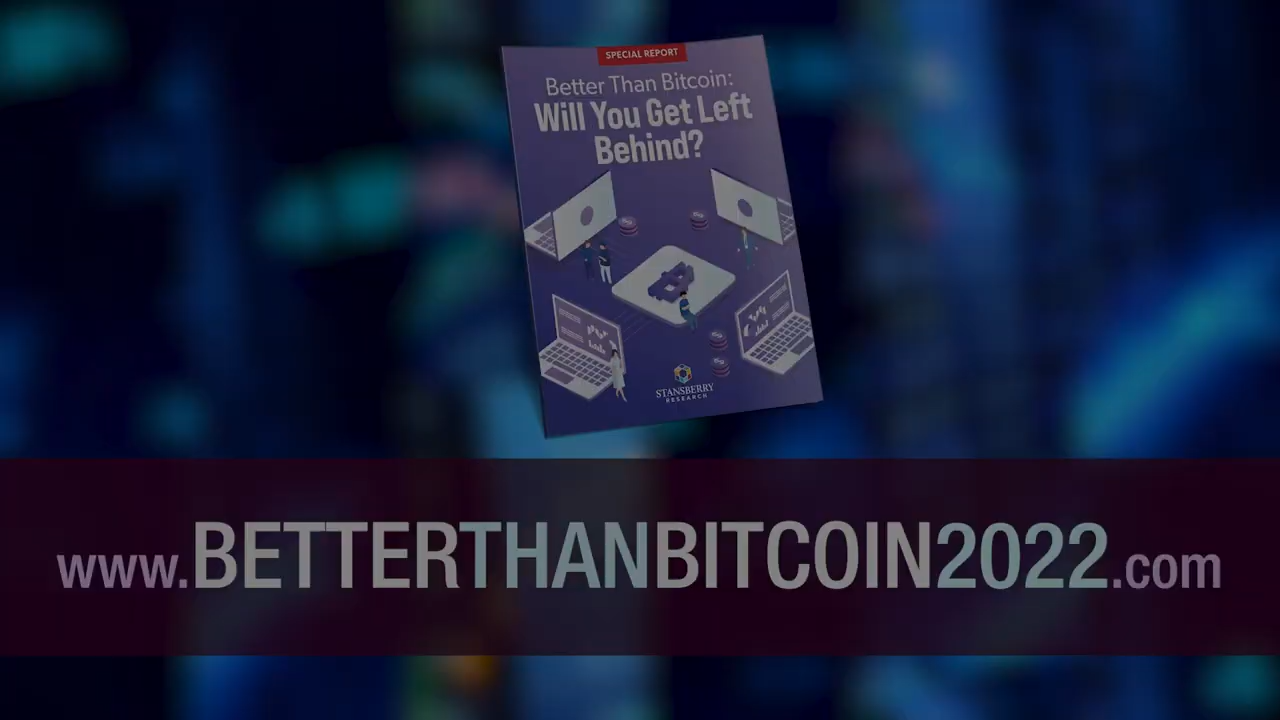 SPECIAL REPORT
Better Than Bitcoin:
Will You Get Left
Behind?
STANSBERRY
RESEARCH
www.BETTERTHANBITCOIN2022.com